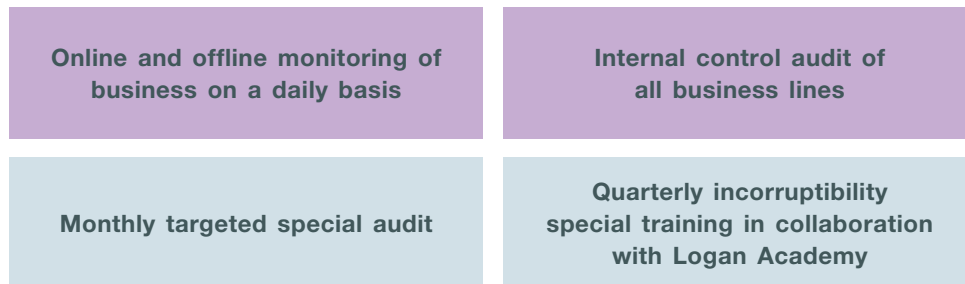 Online and offline monitoring of
business on a daily basis
Internal control audit of
all business lines
Monthly targeted special audit
Quarterly incorruptibility
special training in collaboration
with Logan Academy